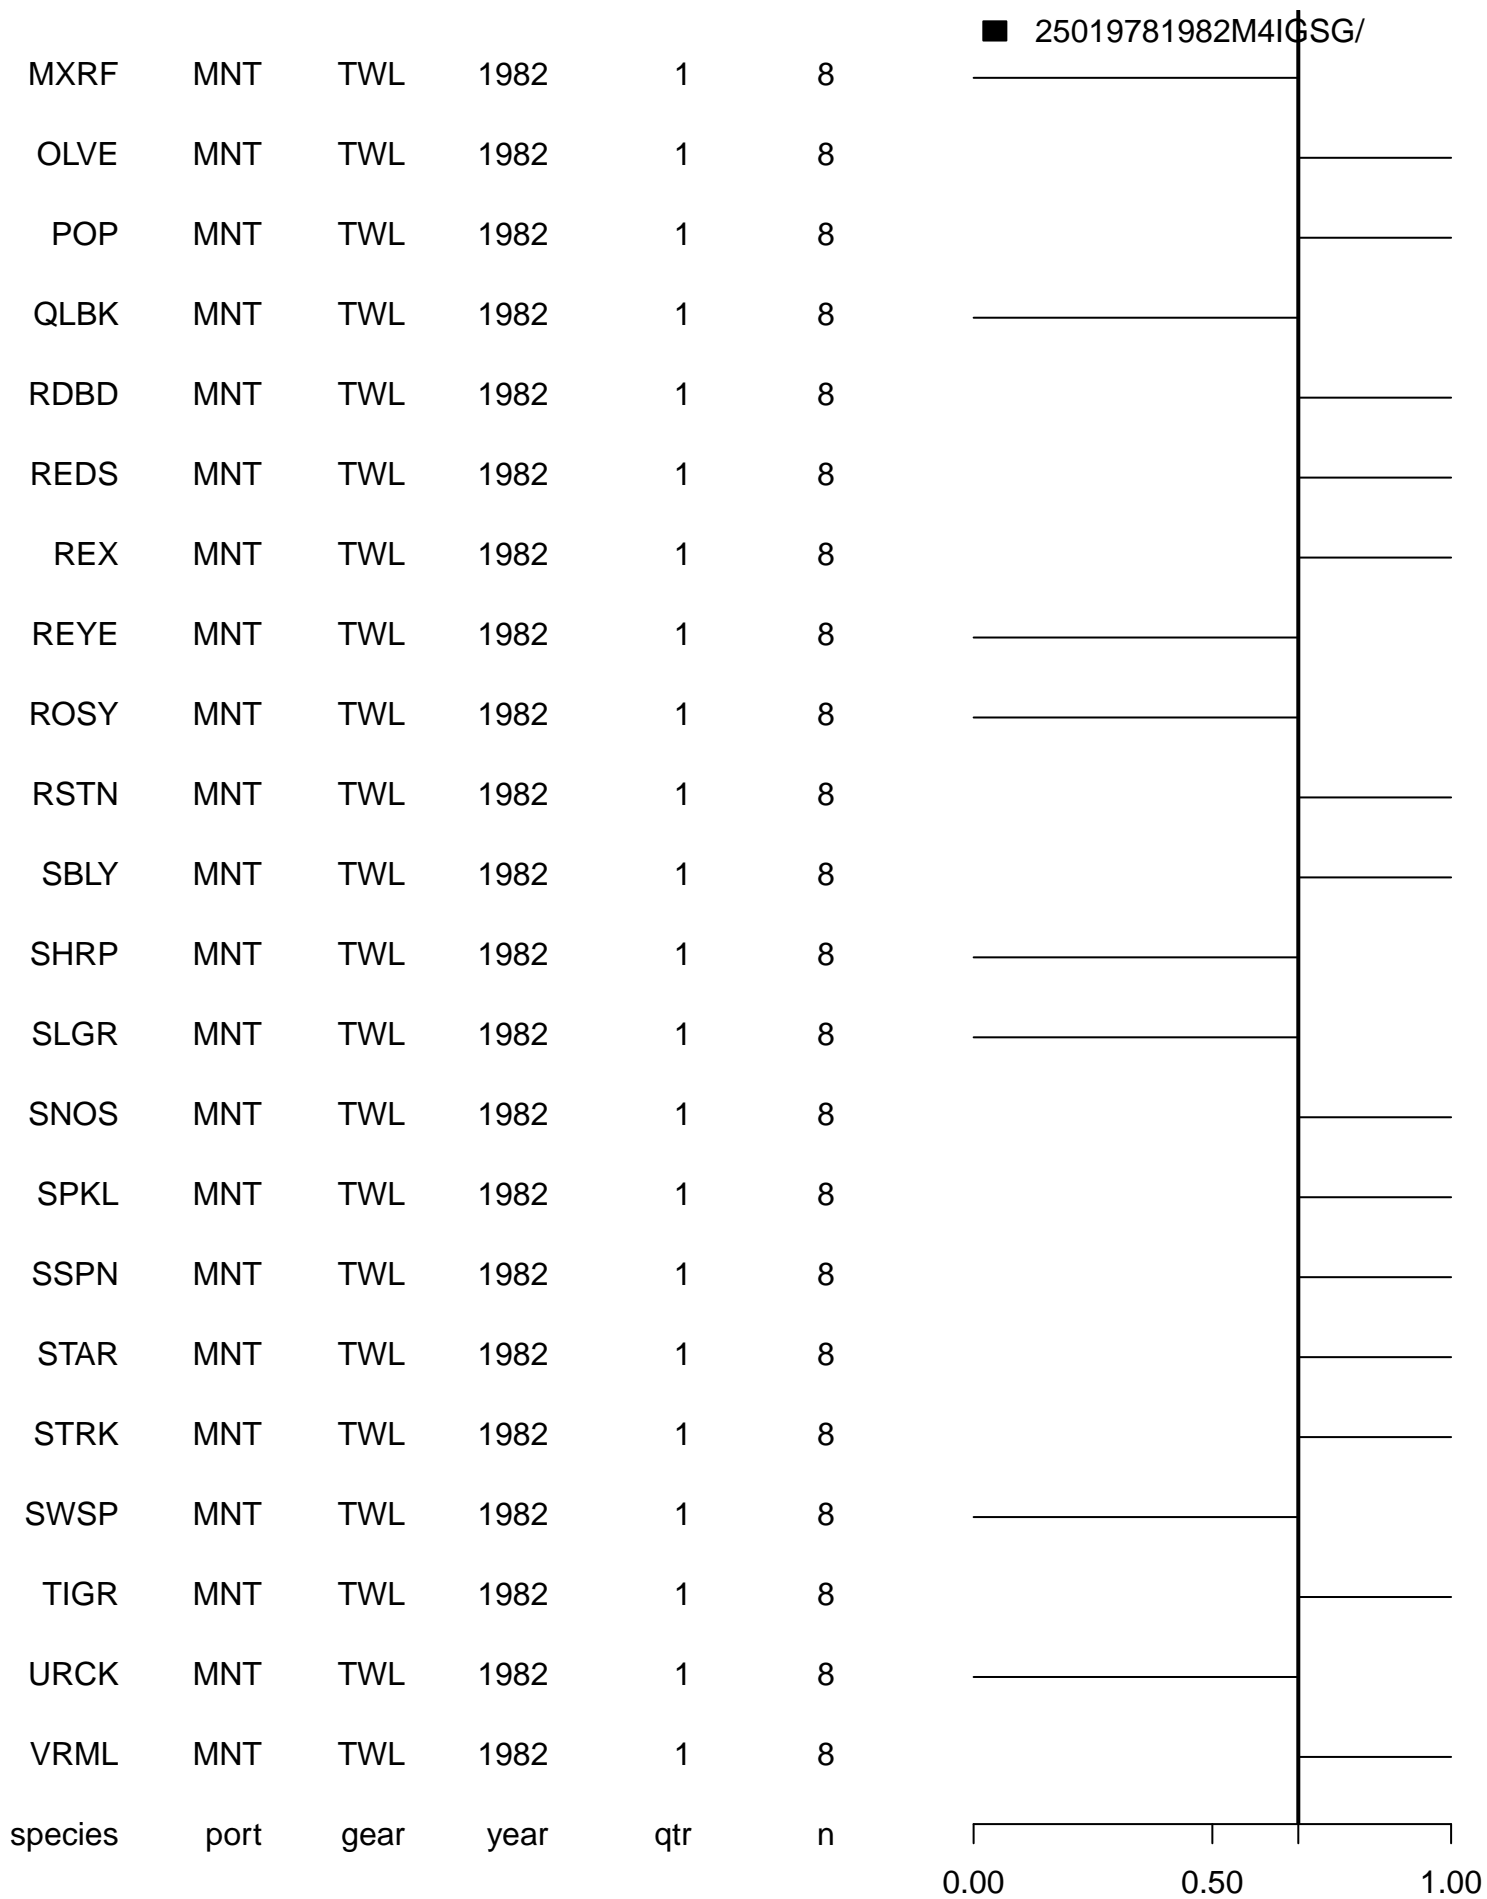 25019781982M4IGSG/
MXRF MNT TWL 1982 1 8
OLVE MNT TWL 1982 1 8
POP MNT TWL 1982 1 8
QLBK MNT TWL 1982 1 8
RDBD MNT TWL 1982 1 8
REDS MNT TWL 1982 1 8
REX MNT TWL 1982 1 8
REYE MNT TWL 1982 1 8
ROSY MNT TWL 1982 1 8
RSTN MNT TWL 1982 1 8
SBLY MNT TWL 1982 1 8
SHRP MNT TWL 1982 1 8
SLGR MNT TWL 1982 1 8
SNOS MNT TWL 1982 1 8
SPKL MNT TWL 1982 1 8
SSPN MNT TWL 1982 1 8
STAR MNT TWL 1982 1 8
STRK MNT TWL 1982 1 8
SWSP MNT TWL 1982 1 8
TIGR MNT TWL 1982 1 8
URCK MNT TWL 1982 1 8
VRML MNT TWL 1982 1 8
species port gear year qtr n
0.00 0.50 1.00